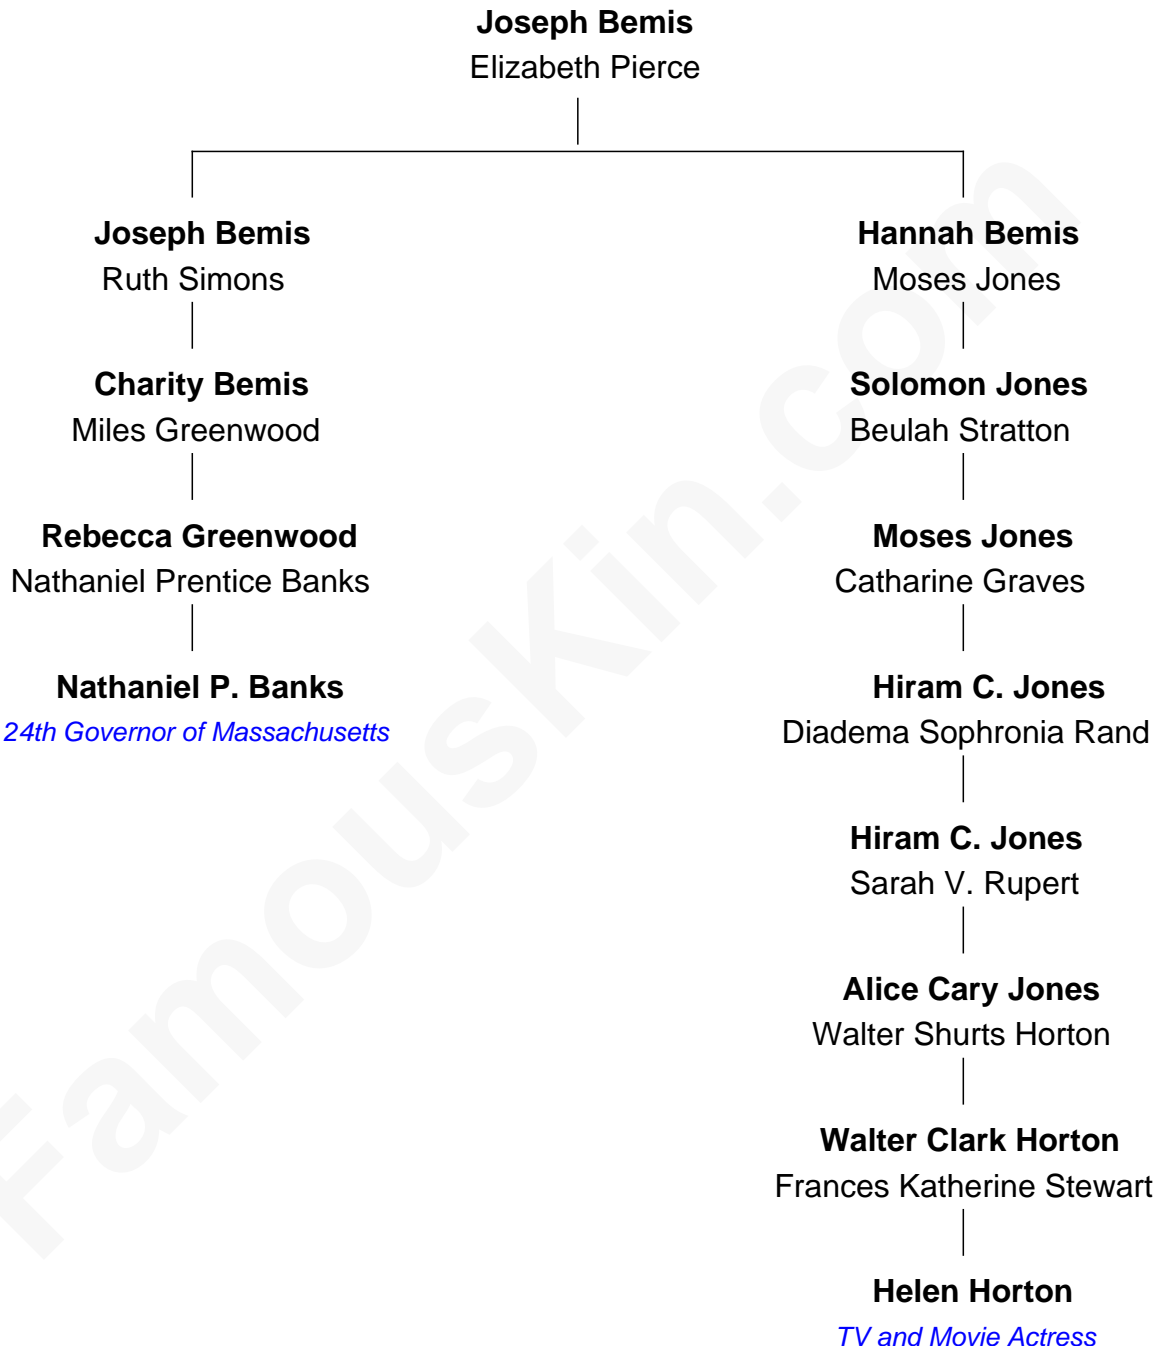 Joseph Bemis
Elizabeth Pierce
Joseph Bemis
Ruth Simons
Charity Bemis
Miles Greenwood
Rebecca Greenwood
Nathaniel Prentice Banks
Nathaniel P. Banks
24th Governor of Massachusetts
Hannah Bemis
Moses Jones
Solomon Jones
Beulah Stratton
Moses Jones
Catharine Graves
Hiram C. Jones
Diadema Sophronia Rand
Hiram C. Jones
Sarah V. Rupert
Alice Cary Jones
Walter Shurts Horton
Walter Clark Horton
Frances Katherine Stewart
Helen Horton
TV and Movie Actress
FamousKin.com